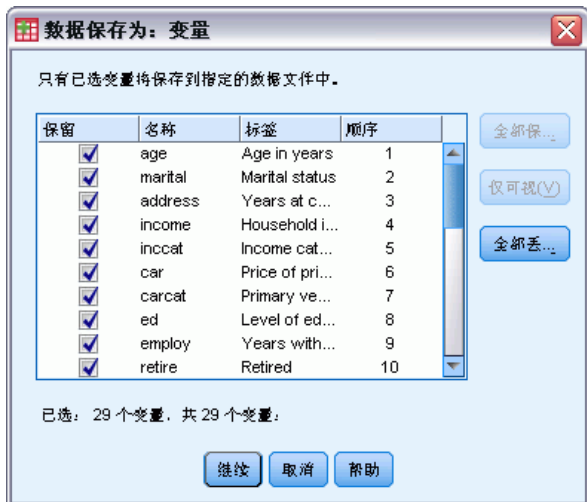 数据保存为：变量
只有已选变量将保存到指定的数据文件中。
保留 名称 标签 顺序
age Age in years 1
marital Marital status 2
address Years at c... 3
income Household i... 4
inccat Income cat... 5
car Price of pri... 6
carcat Primary ve... 7
ed Level of ed... 8
employ Years with... 9
retire Retired 10
全部保...
仅可视(V)
全部丢...
已选： 29 个变量，共 29 个变量：
继续 取消 帮助